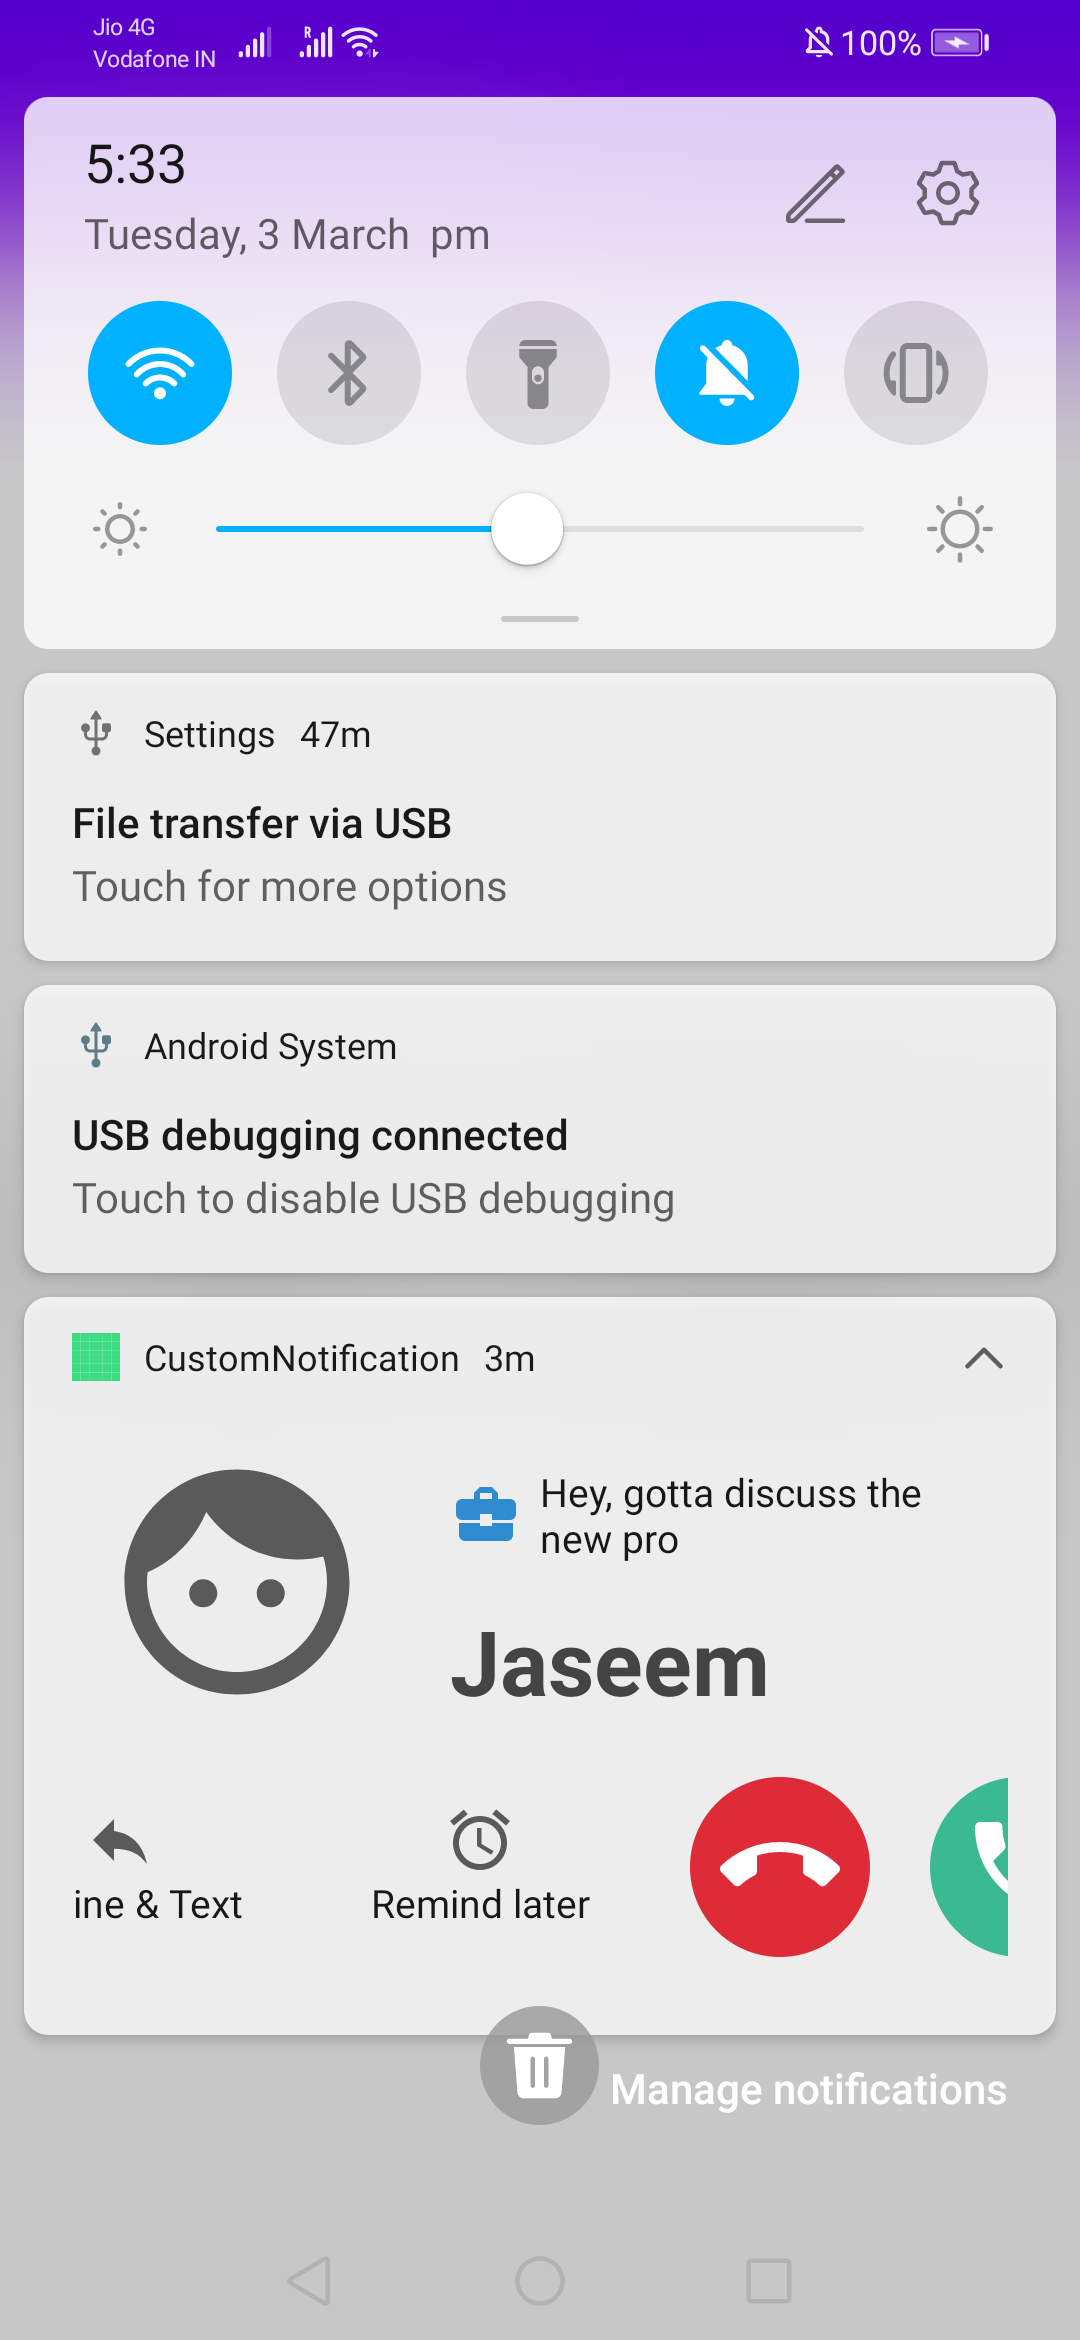 Jio 4G
Vodafone IN
R
100%
5:33
Tuesday, 3 March pm
Settings 47m
File transfer via USB
Touch for more options
Android System
USB debugging connected
Touch to disable USB debugging
CustomNotification 3m
Hey, gotta discuss the
new pro
Jaseem
ine & Text
Remind later
Manage notifications